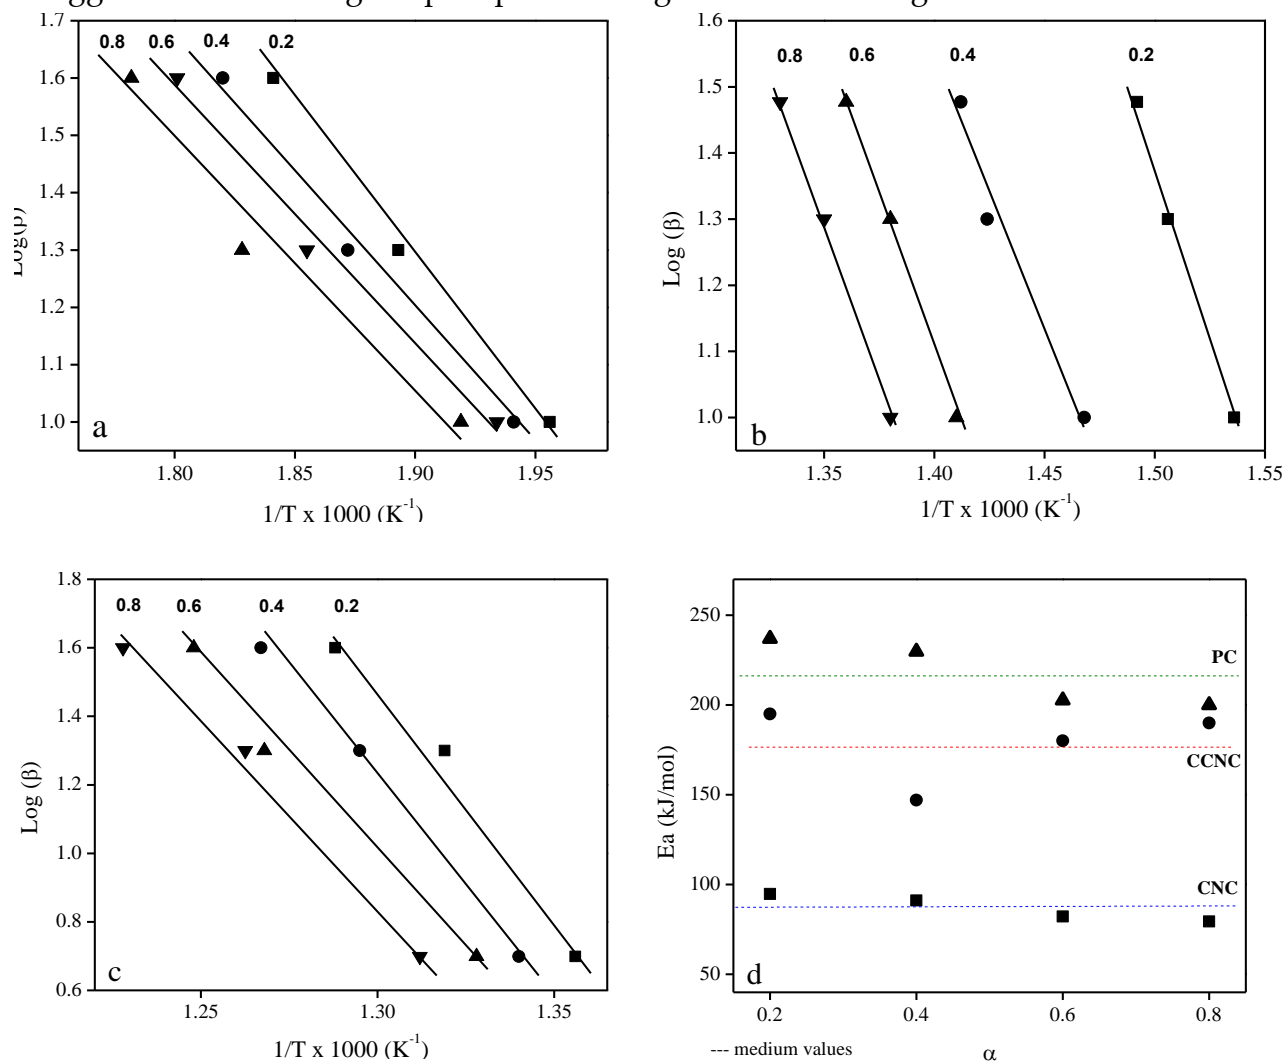 1.7
0.8 0.6 0.4 0.2
1.6
1.5
1.4
1.3
1.2
1.1
1.0
a
1.80 1.85 1.90 1.95
Log(β)
1/T x 1000 (K-1)
1.6
0.8 0.6 0.4 0.2
1.5
1.4
1.3
1.2
1.1
1.0
b
1.35 1.40 1.45 1.50 1.55
Log (β)
1/T x 1000 (K-1)
1.8
0.8 0.6 0.4 0.2
1.6
1.4
1.2
1.0
0.8
0.6
c
1.25 1.30 1.35
Log (β)
1/T x 1000 (K-1)
250
PC
200
CCNC
150
100
CNC
50
d
0.2 0.4 0.6 0.8
Ea (kJ/mol)
--- medium values α